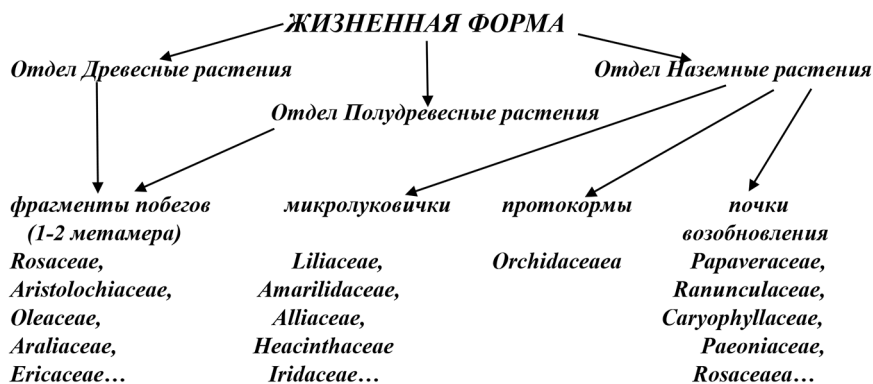 ЖИЗНЕННАЯ ФОРМА
Отдел Древесные растения
Отдел Наземные растения
Отдел Полудревесные растения
фрагменты побегов
(1-2 метамера)
Rosaceae,
Aristolochiaceae,
Oleaceae,
Araliaceae,
Ericaceae…
микролуковички
Liliaceae,
Amarilidaceae,
Alliaceae,
Heacinthaceae
Iridaceae…
протокормы
Orchidaceaea
почки
возобновления
Papaveraceae,
Ranunculaceae,
Caryophyllaceae,
Paeoniaceae,
Rosaceaea…